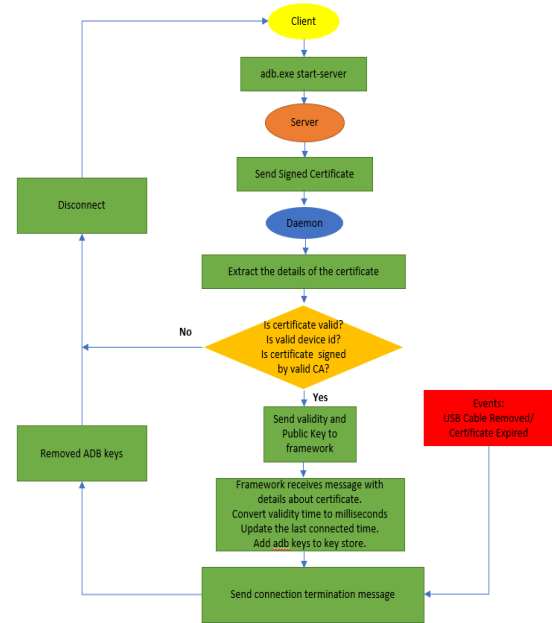 Client
adb.exe start-server
Server
Send Signed Certificate
Disconnect
Daemon
Extract the details of the certificate
No
Is certificate valid?
Is valid device id?
Is certificate signed
by valid CA?
Yes
Events:
USB Cable Removed/
Certificate Expired
Send validity and
Public Key to
framework
Removed ADB keys
Framework receives message with
details about certificate.
Convert validity time to milliseconds
Update the last connected time.
Add adb keys to key store.
Send connection termination message